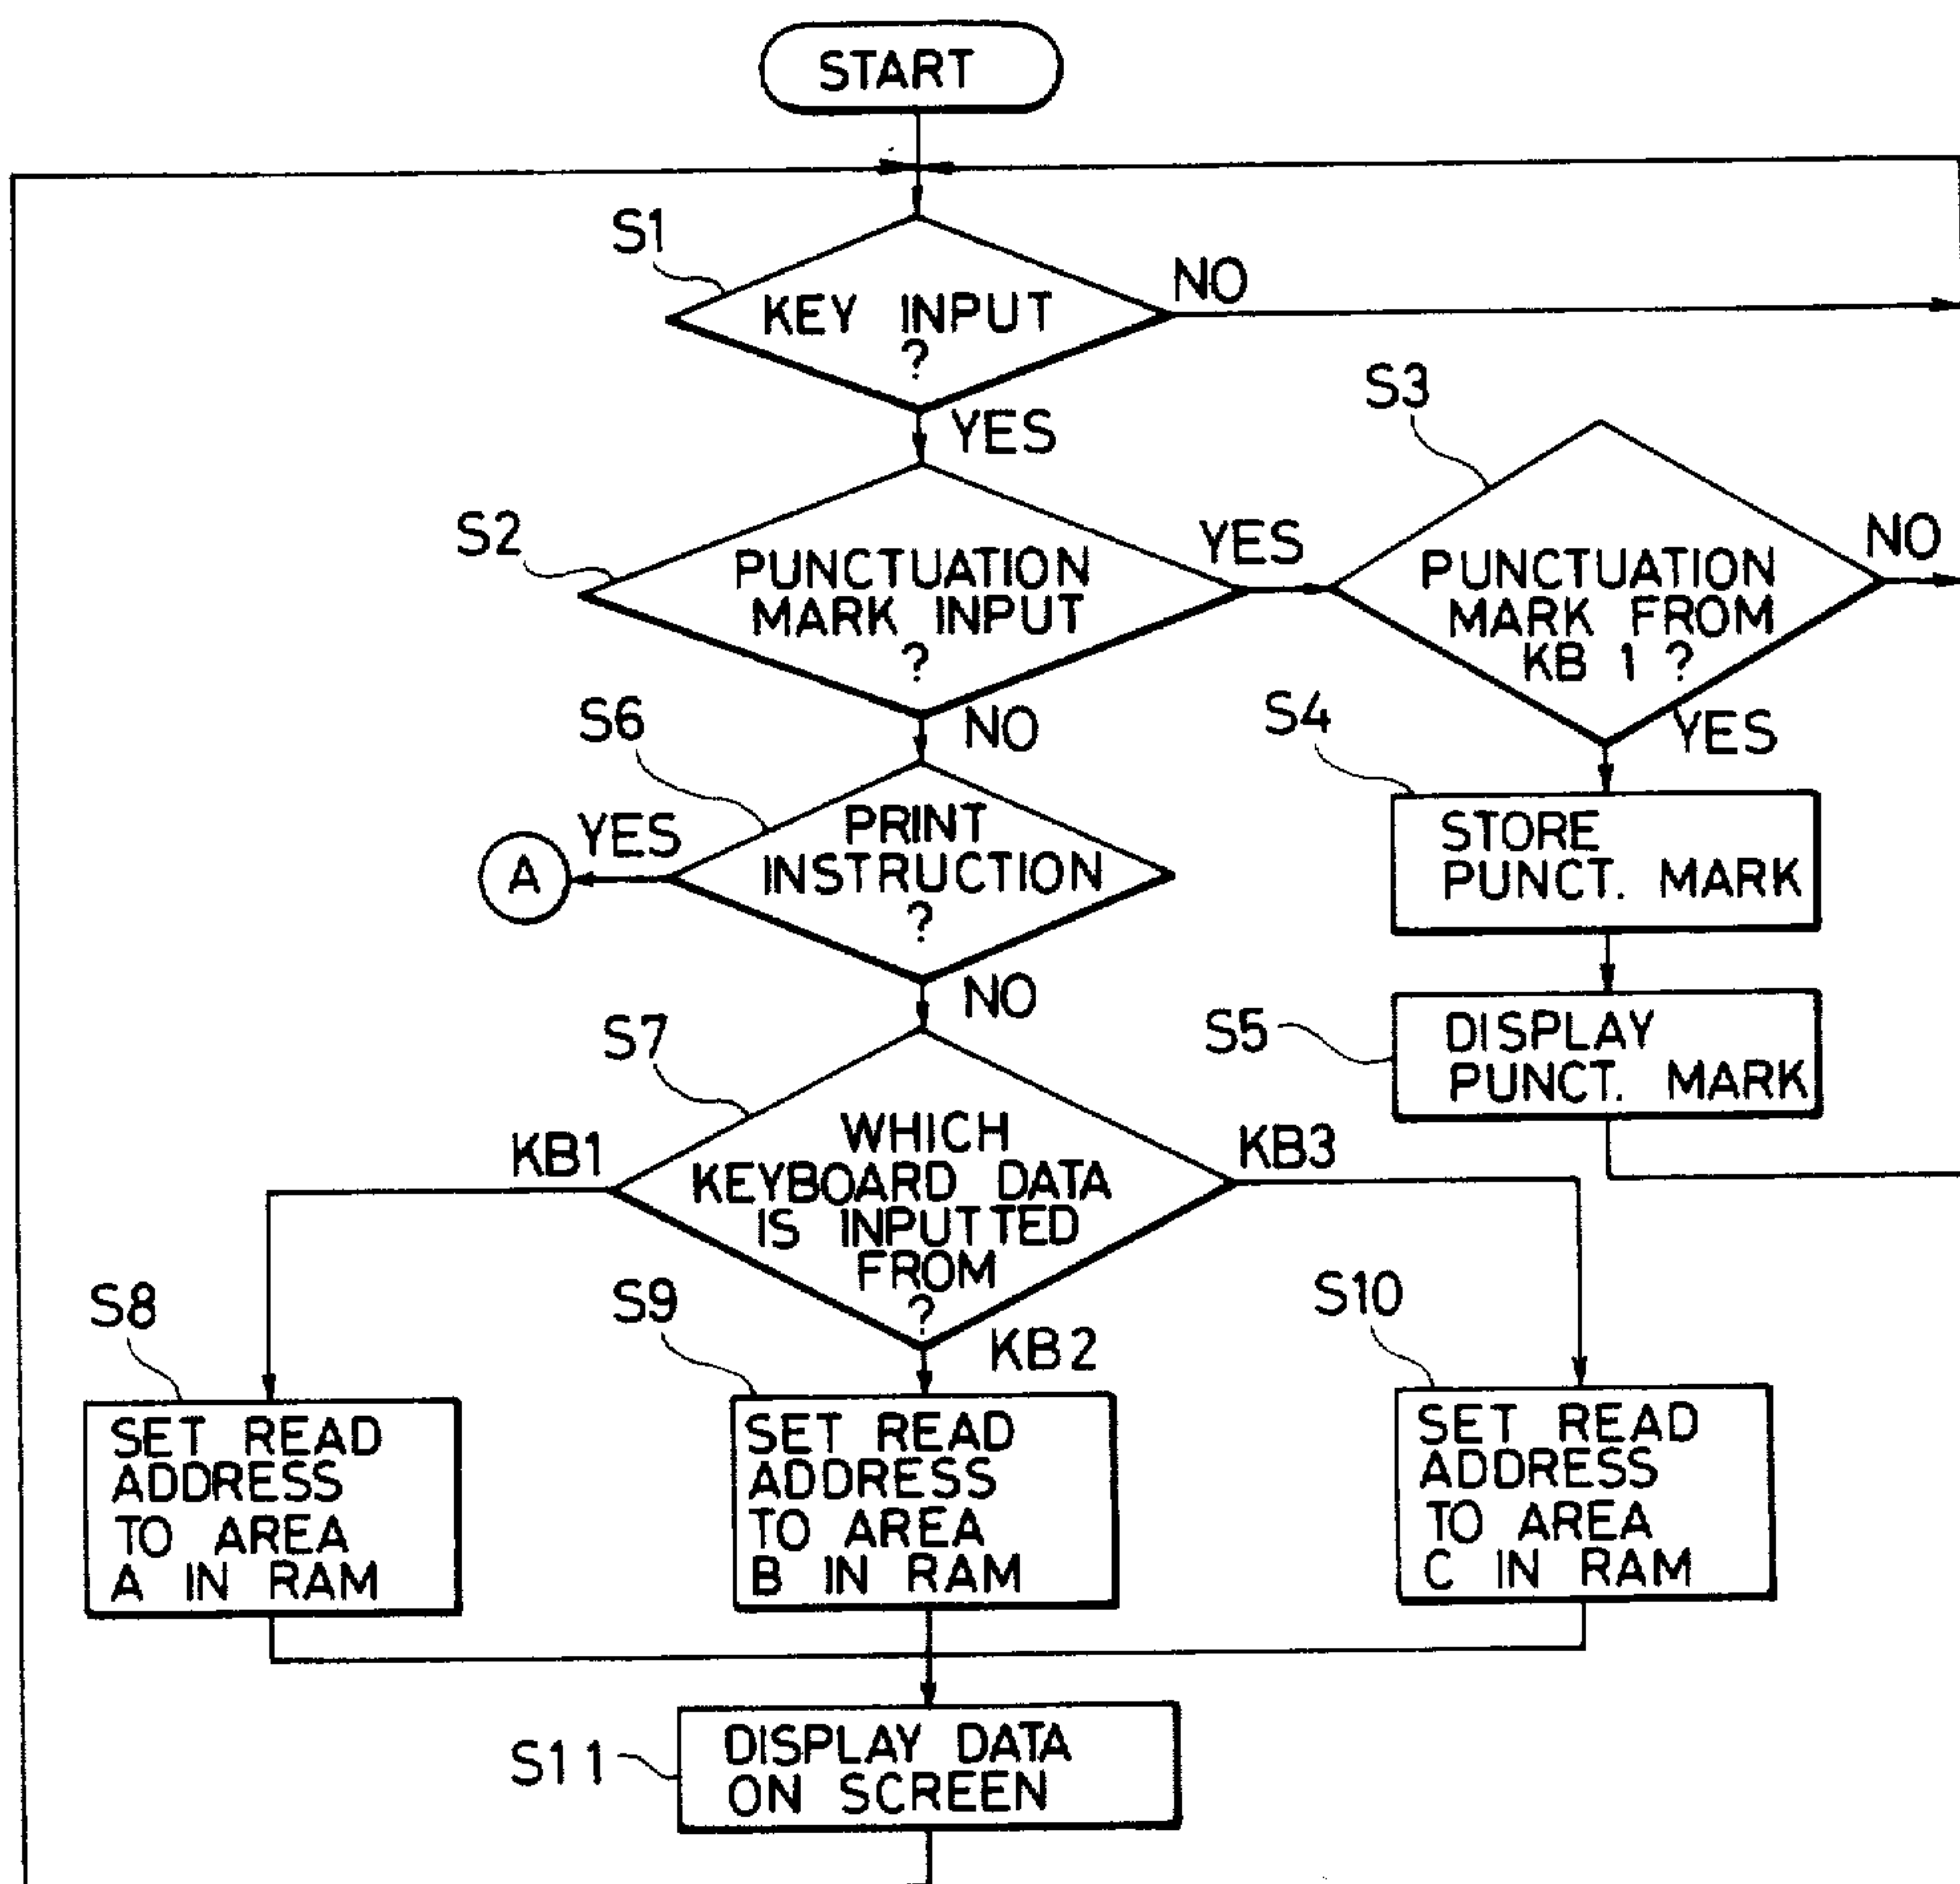 START
S1
KEY INPUT
?
NO
YES
S2
PUNCTUATION
MARK INPUT
?
YES
NO
S3
PUNCTUATION
MARK FROM
KB 1 ?
NO
YES
S4
STORE
PUNCT. MARK
S5
DISPLAY
PUNCT. MARK
S6
PRINT
INSTRUCTION
?
YES
A
NO
S7
WHICH
KEYBOARD DATA
IS INPUTTED
FROM
?
KB1
KB2
KB3
S8
SET READ
ADDRESS
TO AREA
A IN RAM
S9
SET READ
ADDRESS
TO AREA
B IN RAM
S10
SET READ
ADDRESS
TO AREA
C IN RAM
S11
DISPLAY DATA
ON SCREEN